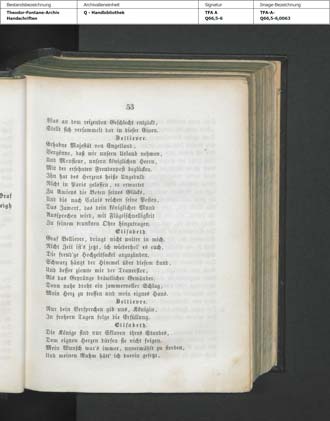 Bestandsbezeichnung
Archivalieneinheit
Signatur
Image-Bezeichnung
Theodor-Fontane-Archiv
Handschriften
Q - Handbibliothek
TFA A
Q66,5-6
TFA-A-
Q66,5-6,0063
53
Was an dem reizenden Geschlecht entzückt,
Stellt sich versammelt dar in dieser Einen.
Bellievre.
Erhabne Majestät von Engelland,
Vergönne, daß wir unsern Urlaub nehmen,
Und Monsieur, unsern königlichen Herrn,
Mit der ersehnten Freudenpost beglücken.
Ihn hat des Herzens heiße Ungeduld
Nicht in Paris gelassen, er erwartet
Zu Amiens die Boten seines Glücks,
Und bis nach Calais reichen seine Posten,
Das Jawort, das dein königlicher Mund
Aussprechen wird, mit Flügelschnelligkeit
Zu seinem trunknen Ohre hinzutragen.
Elisabeth.
Graf Bellievre, dringt nicht weiter in mich.
Nicht Zeit ist's jetzt, ich wiederhol' es euch,
Die freud'ge Hochzeitfackel anzuzünden.
Schwarz hängt der Himmel über diesem Land,
Und besser ziemte mir der Trauerflor,
Als das Gepränge bräutlicher Gewänder.
Denn nahe droht ein jammervoller Schlag,
Mein Herz zu treffen und mein eignes Haus.
Bellievre.
Nur dein Versprechen gib uns, Königin,
In frohern Tagen folge die Erfüllung.
Elisabeth.
Die Könige sind nur Sklaven ihres Standes,
Dem eignen Herzen dürfen sie nicht folgen.
Mein Wunsch war's immer, unvermählt zu sterben,
Und meinen Ruhm hätt' ich darein gesetzt,